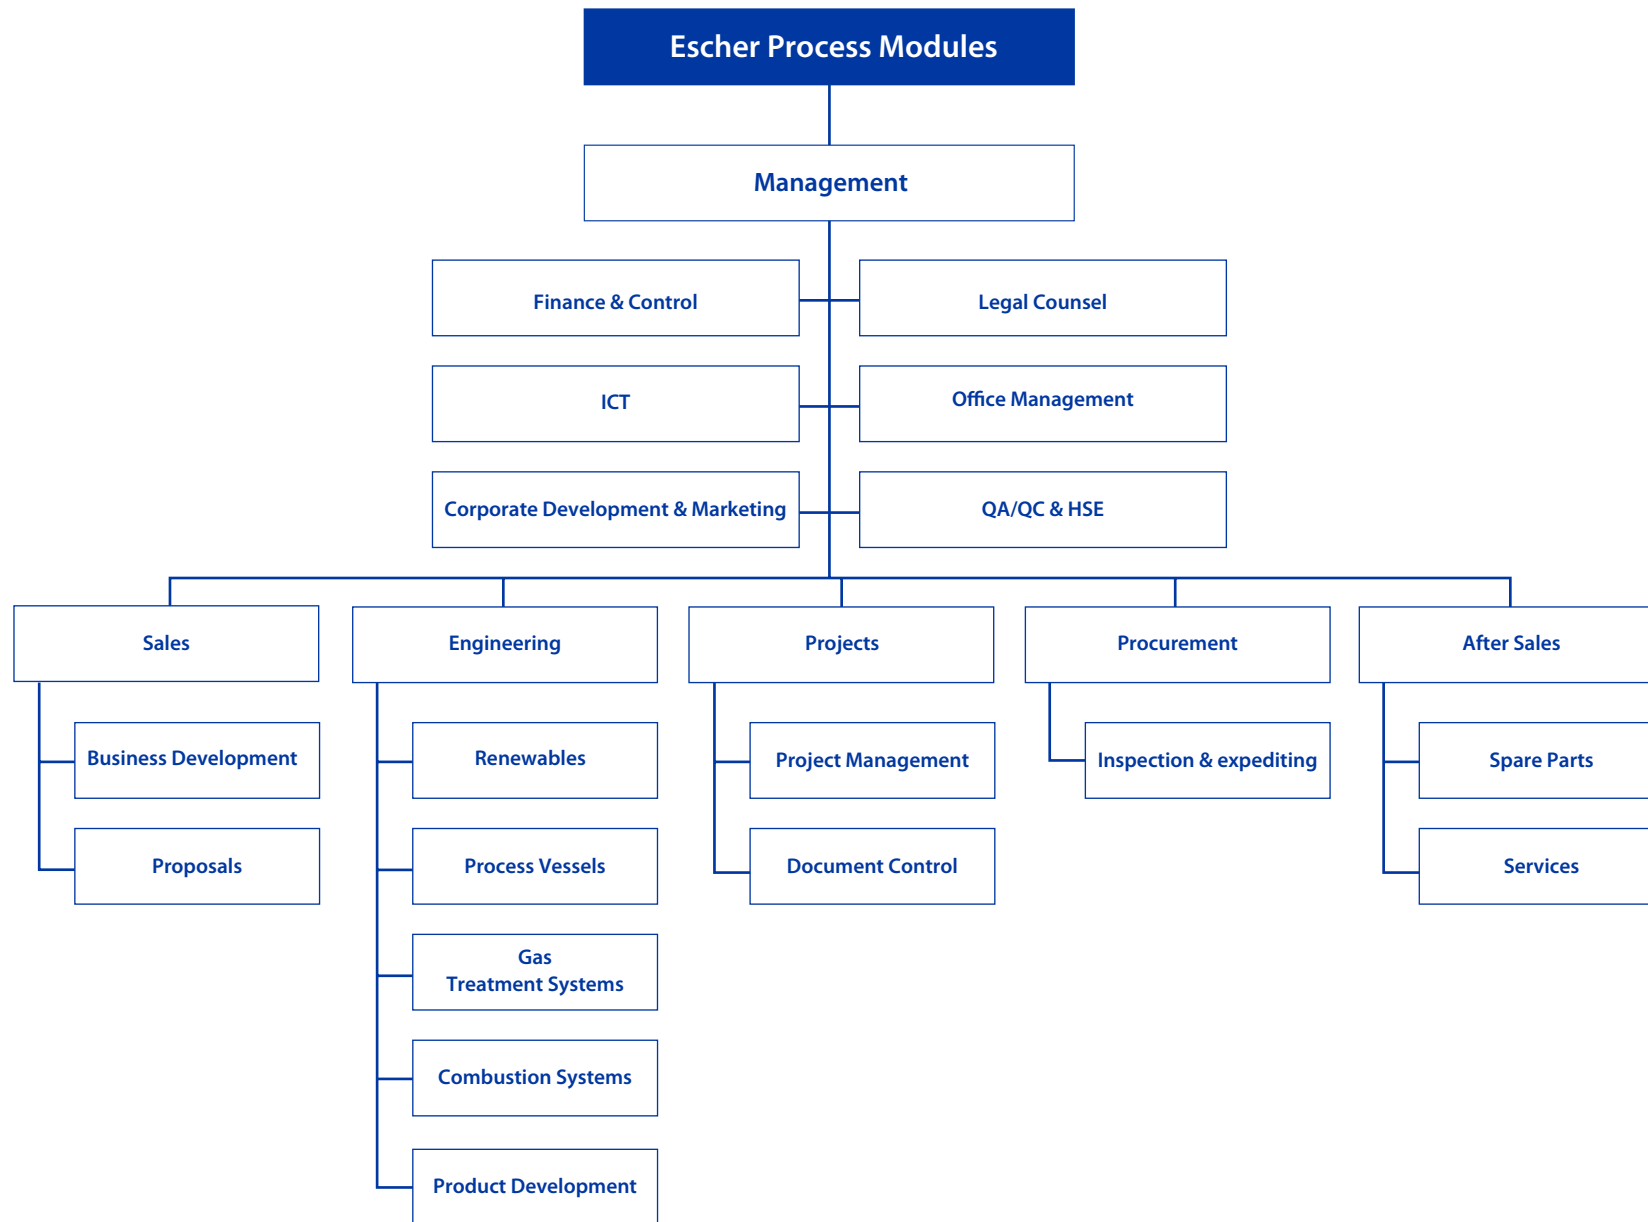 Escher Process Modules
Management
Finance & Control
Legal Counsel
ICT
Office Management
Corporate Development & Marketing
QA/QC & HSE
Sales
Engineering
Projects
Procurement
After Sales
Business Development
Renewables
Project Management
Inspection & expediting
Spare Parts
Proposals
Process Vessels
Document Control
Services
Gas
Treatment Systems
Combustion Systems
Product Development